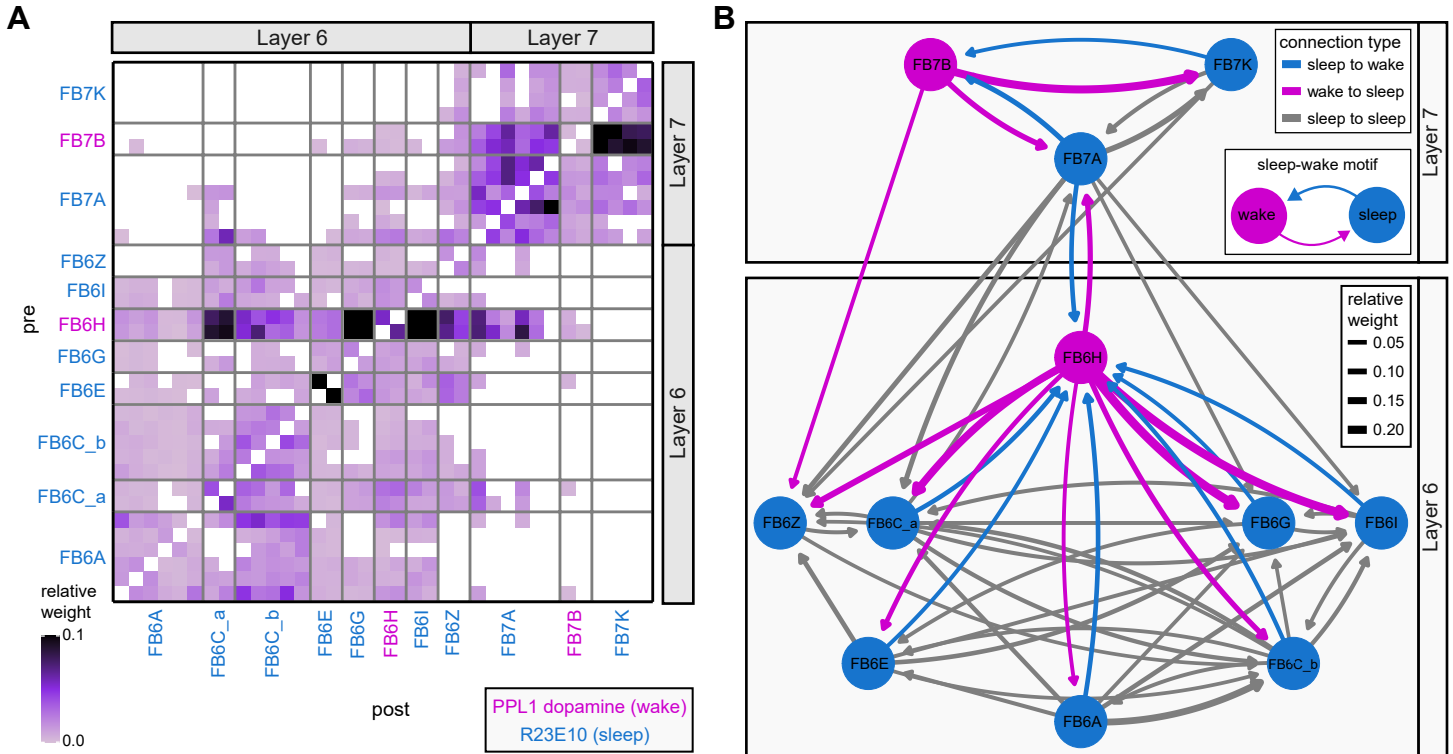 A
Layer 6
Layer 7
FB7K
FB7B
FB7A
FB6Z
FB6I
FB6H
FB6G
FB6E
FB6C_b
FB6C_a
FB6A
pre
Layer 7
Layer 6
relative
weight
0.1
0.0
FB6A
FB6C_a
FB6C_b
FB6E
FB6G
FB6H
FB6I
FB6Z
FB7A
FB7B
FB7K
post
PPL1 dopamine (wake)
R23E10 (sleep)
B
FB7B
FB7K
FB7A
connection type
sleep to wake
wake to sleep
sleep to sleep
sleep-wake motif
wake
sleep
Layer 7
FB6H
relative
weight
0.05
0.10
0.15
0.20
FB6Z
FB6C_a
FB6G
FB6I
FB6E
FB6C_b
FB6A
Layer 6